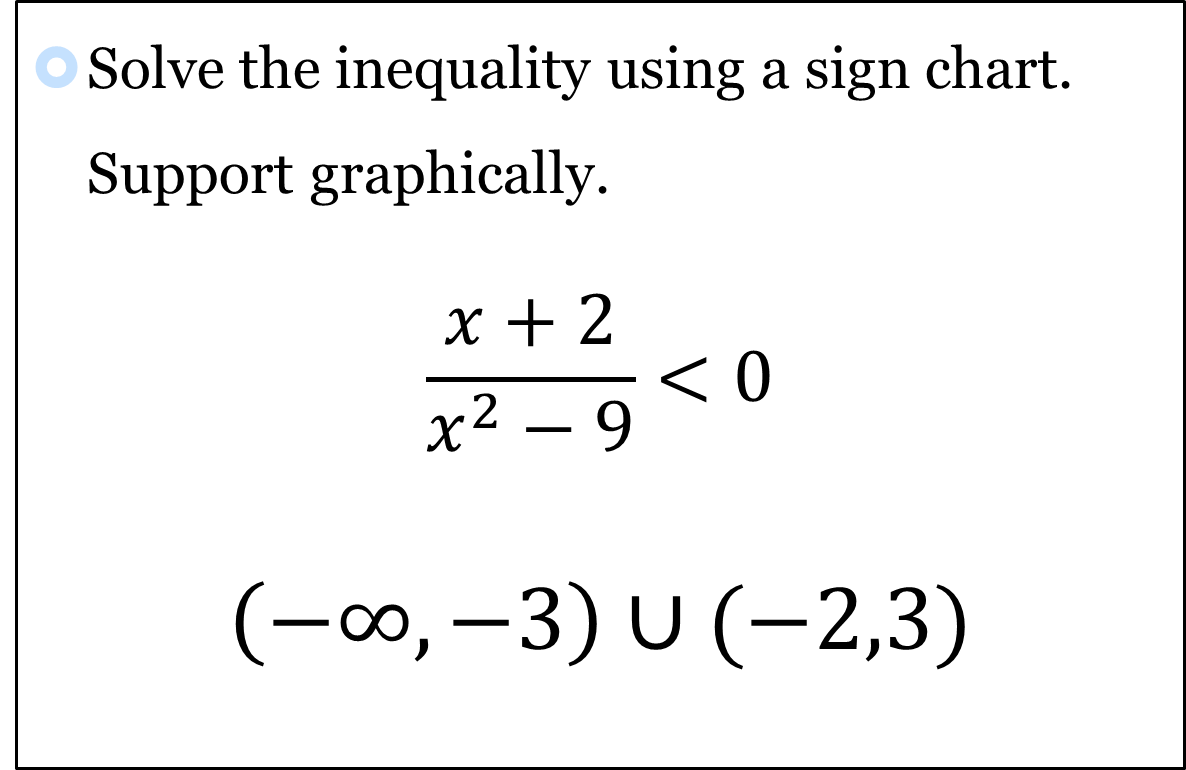 Solve the inequality using a sign chart.
Support graphically.
x + 2
x² − 9
< 0
(−∞, −3) ∪ (−2,3)